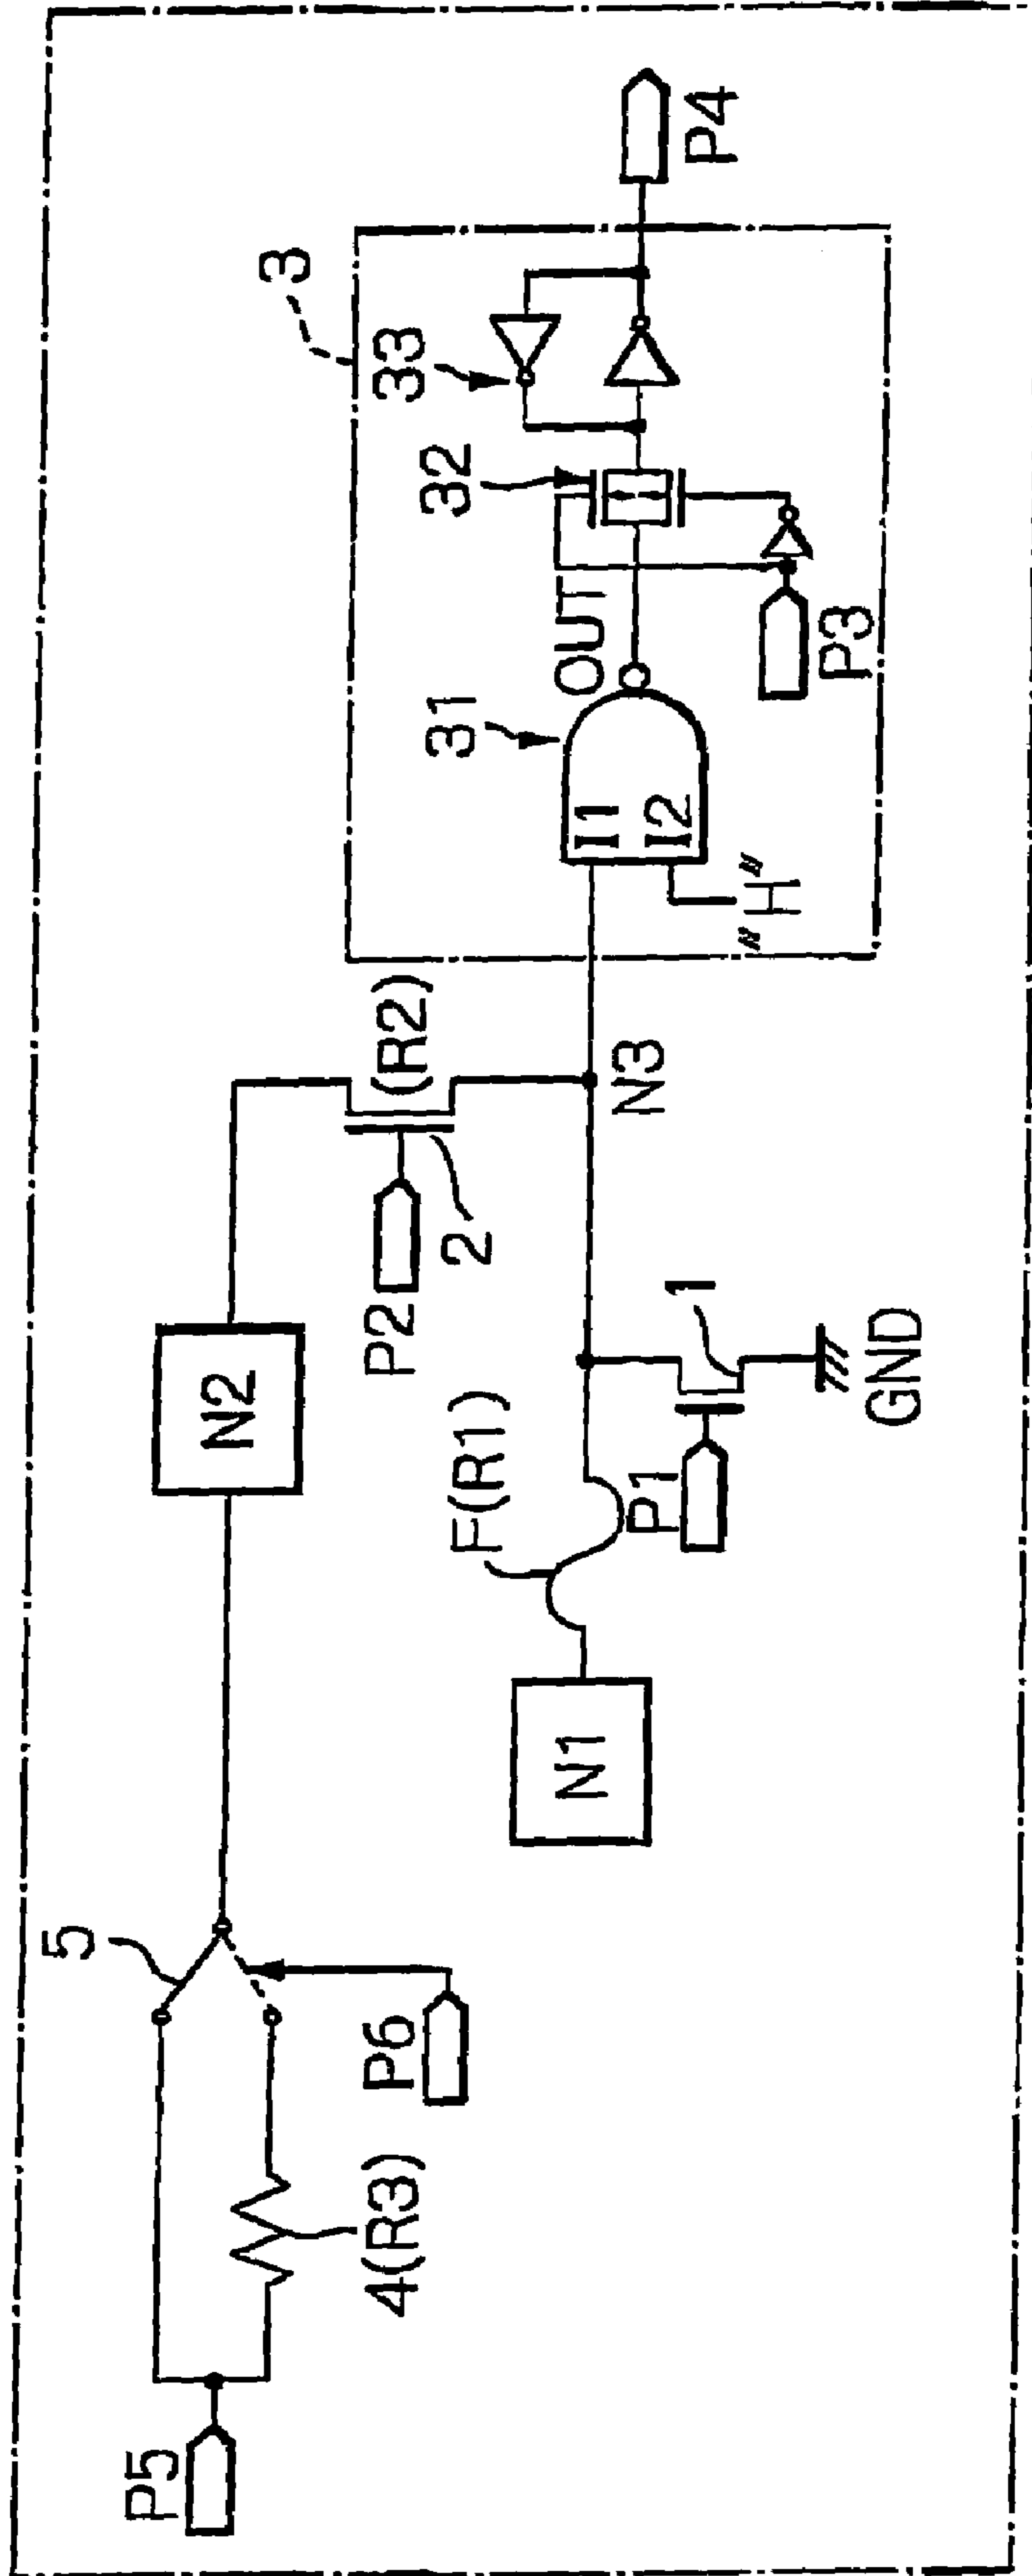 P5
4(R3)
5
P6
N2
N1
F(R1)
P1
1
GND
P2
2
(R2)
N3
3
31
I1
I2
"H"
OUT
32
33
P3
P4